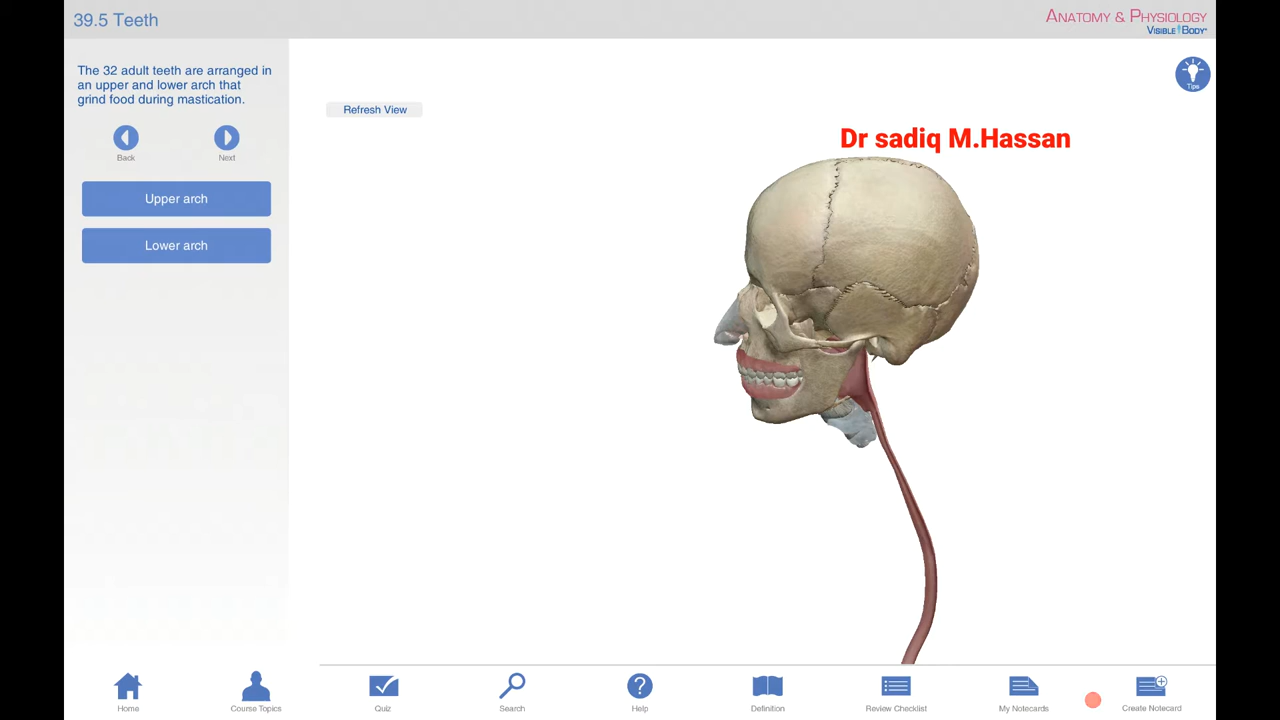 39.5 Teeth
ANATOMY & PHYSIOLOGY
VISIBLE BODY®
The 32 adult teeth are arranged in
an upper and lower arch that
grind food during mastication.
Back
Next
Upper arch
Lower arch
Refresh View
Tips
Dr sadiq M.Hassan
Home
Course Topics
Quiz
Search
Help
Definition
Review Checklist
My Notecards
Create Notecard